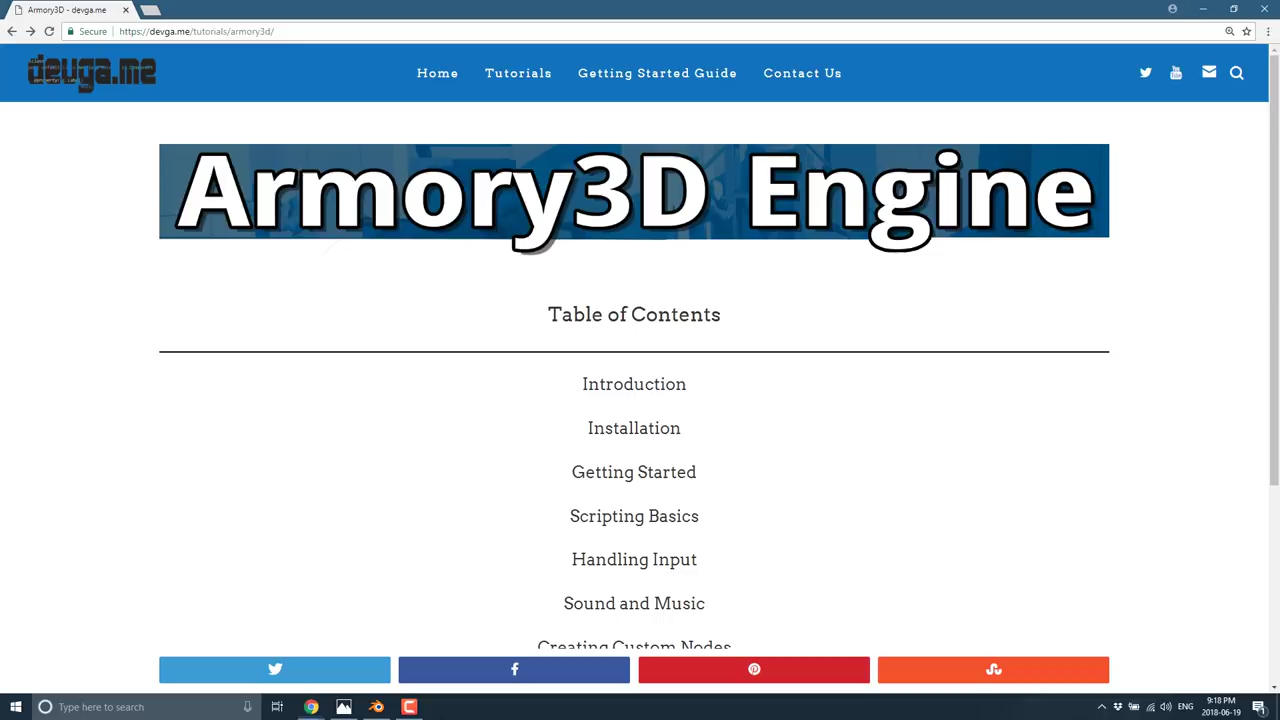 Armory3D - devga.me
Secure https://devga.me/tutorials/armory3d/
devga.me
Home Tutorials Getting Started Guide Contact Us
Armory3D Engine
Table of Contents
Introduction
Installation
Getting Started
Scripting Basics
Handling Input
Sound and Music
Creating Custom Nodes
Type here to search
ENG
9:18 PM
2018-06-19